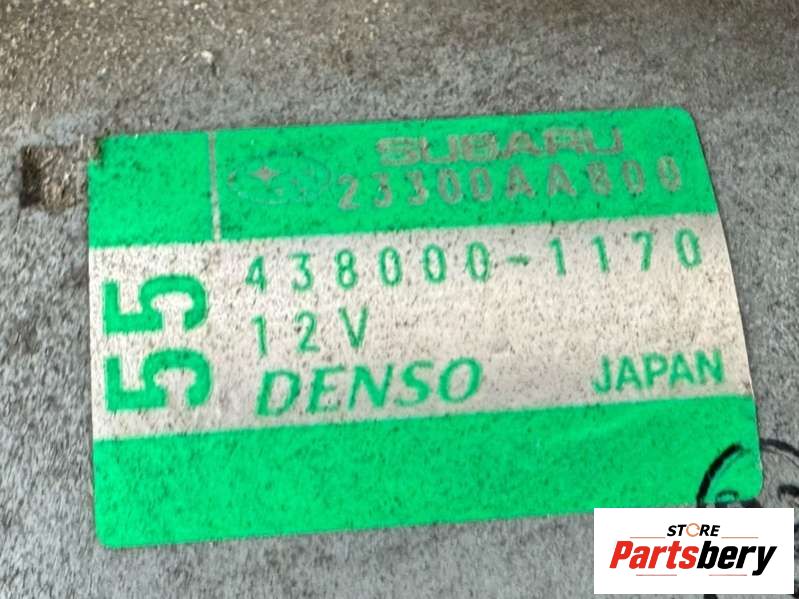 SUBARU
23300AA800
55
438000-1170
12V
DENSO JAPAN
STORE
Partsbery